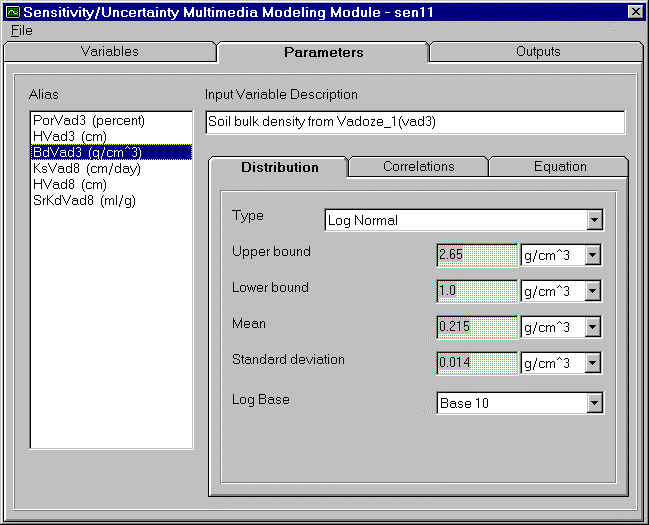 Sensitivity/Uncertainty Multimedia Modeling Module - sen11
File
Variables
Parameters
Outputs
Alias
PorVad3 (percent)
HVad3 (cm)
BdVad3 (g/cm^3)
KsVad8 (cm/day)
HVad8 (cm)
SrKdVad8 (ml/g)
Input Variable Description
Soil bulk density from Vadoze_1(vad3)
Distribution
Correlations
Equation
Type
Log Normal
Upper bound
2.65
g/cm^3
Lower bound
1.0
g/cm^3
Mean
0.215
g/cm^3
Standard deviation
0.014
g/cm^3
Log Base
Base 10